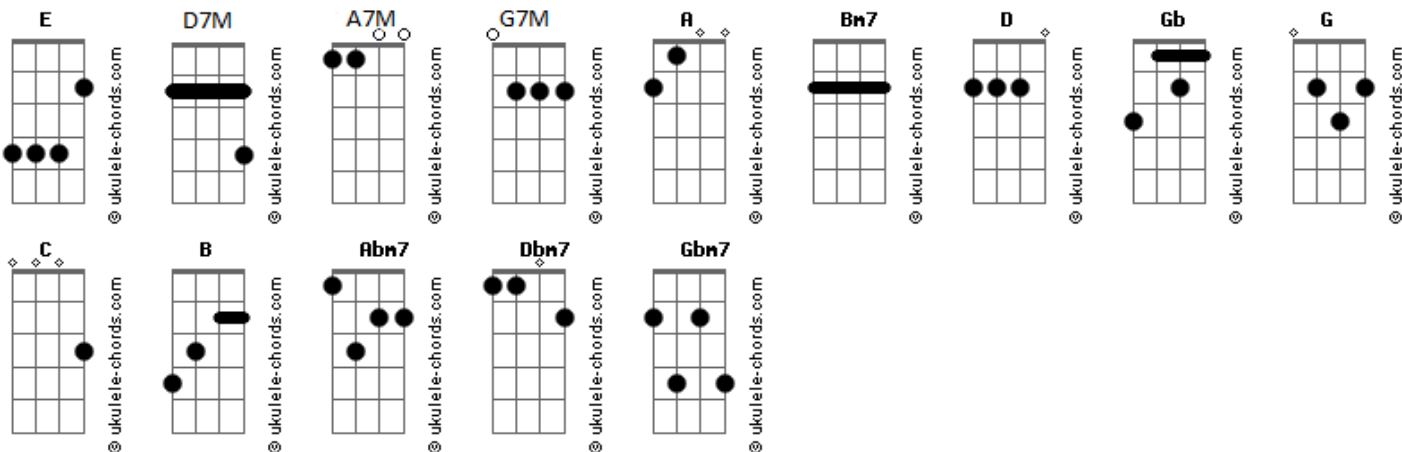 E D7M A7M G7M A Bm7 D Gb G
© ukulele-chords.com © ukulele-chords.com © ukulele-chords.com © ukulele-chords.com © ukulele-chords.com © ukulele-chords.com © ukulele-chords.com © ukulele-chords.com © ukulele-chords.com
C B Abm7 Dbm7 Gbm7
© ukulele-chords.com © ukulele-chords.com © ukulele-chords.com © ukulele-chords.com © ukulele-chords.com